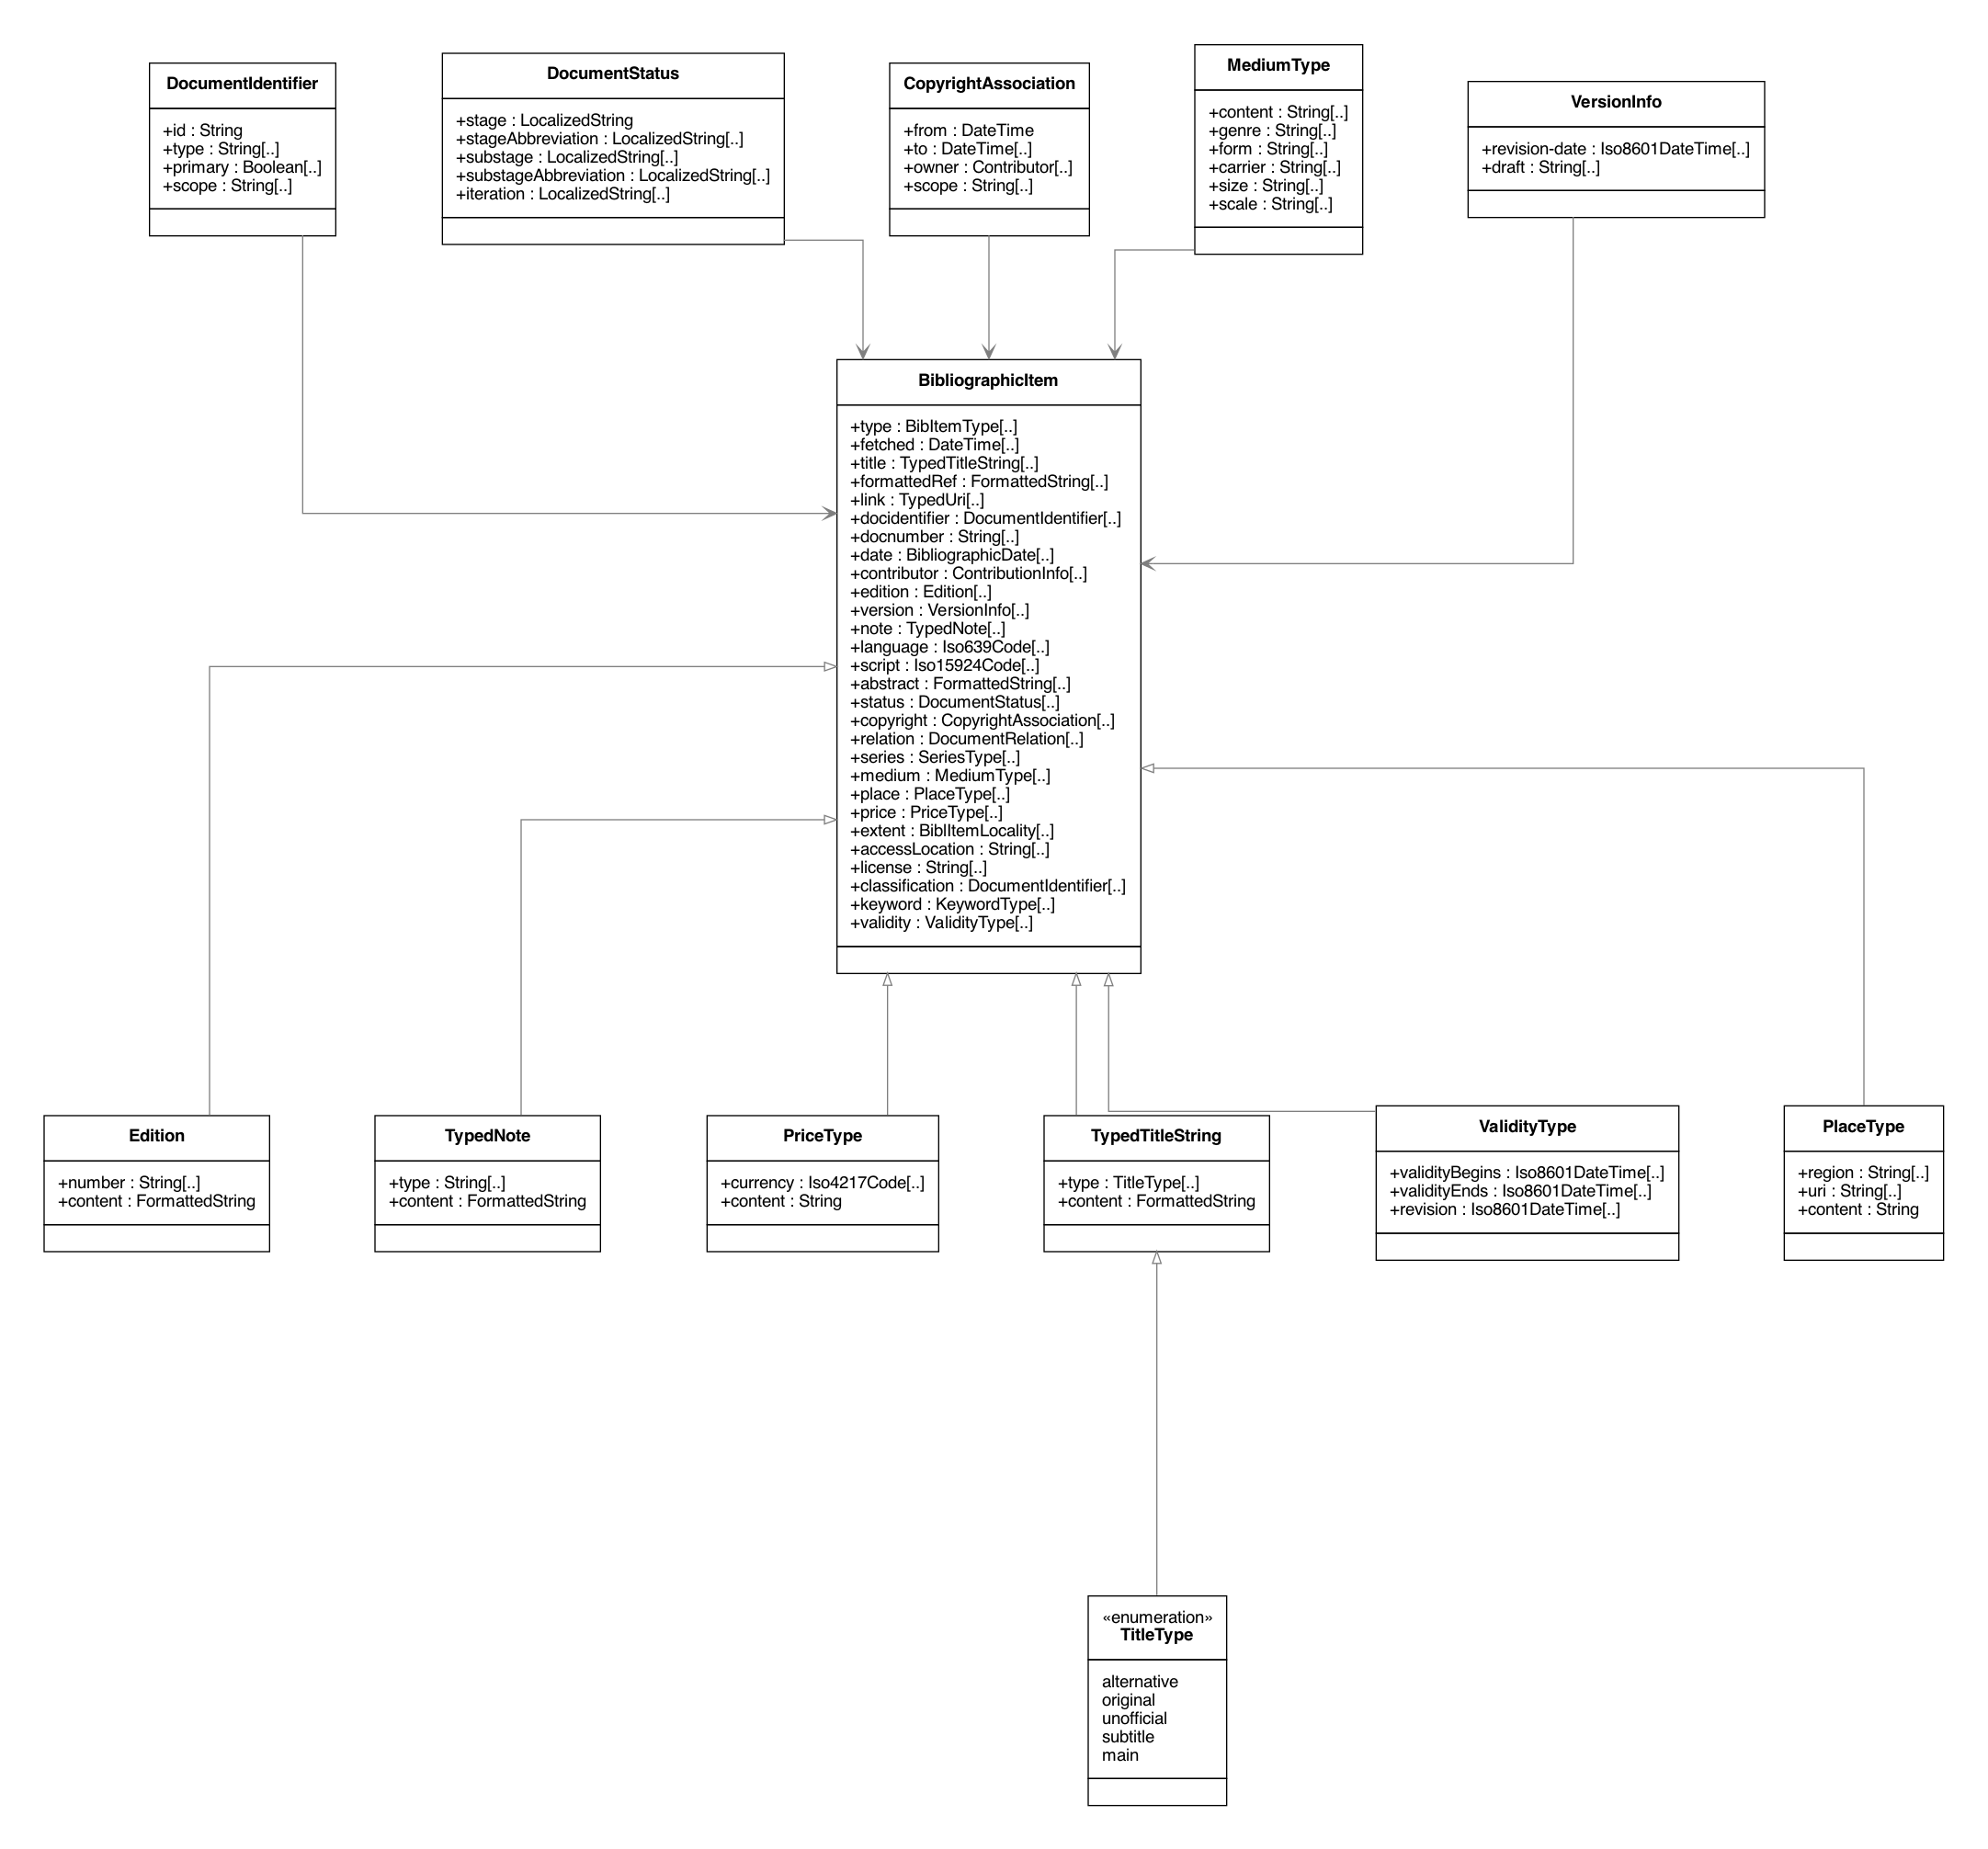 DocumentIdentifier
+id : String
+type : String[..]
+primary : Boolean[..]
+scope : String[..]
DocumentStatus
+stage : LocalizedString
+stageAbbreviation : LocalizedString[..]
+substage : LocalizedString[..]
+substageAbbreviation : LocalizedString[..]
+iteration : LocalizedString[..]
CopyrightAssociation
+from : DateTime
+to : DateTime[..]
+owner : Contributor[..]
+scope : String[..]
MediumType
+content : String[..]
+genre : String[..]
+form : String[..]
+carrier : String[..]
+size : String[..]
+scale : String[..]
VersionInfo
+revision-date : Iso8601DateTime[..]
+draft : String[..]
BibliographicItem
+type : BibItemType[..]
+fetched : DateTime[..]
+title : TypedTitleString[..]
+formattedRef : FormattedString[..]
+link : TypedUri[..]
+docidentifier : DocumentIdentifier[..]
+docnumber : String[..]
+date : BibliographicDate[..]
+contributor : ContributionInfo[..]
+edition : Edition[..]
+version : VersionInfo[..]
+note : TypedNote[..]
+language : Iso639Code[..]
+script : Iso15924Code[..]
+abstract : FormattedString[..]
+status : DocumentStatus[..]
+copyright : CopyrightAssociation[..]
+relation : DocumentRelation[..]
+series : SeriesType[..]
+medium : MediumType[..]
+place : PlaceType[..]
+price : PriceType[..]
+extent : BiblItemLocality[..]
+accessLocation : String[..]
+license : String[..]
+classification : DocumentIdentifier[..]
+keyword : KeywordType[..]
+validity : ValidityType[..]
Edition
+number : String[..]
+content : FormattedString
TypedNote
+type : String[..]
+content : FormattedString
PriceType
+currency : Iso4217Code[..]
+content : String
TypedTitleString
+type : TitleType[..]
+content : FormattedString
ValidityType
+validityBegins : Iso8601DateTime[..]
+validityEnds : Iso8601DateTime[..]
+revision : Iso8601DateTime[..]
PlaceType
+region : String[..]
+uri : String[..]
+content : String
«enumeration»
TitleType
alternative
original
unofficial
subtitle
main